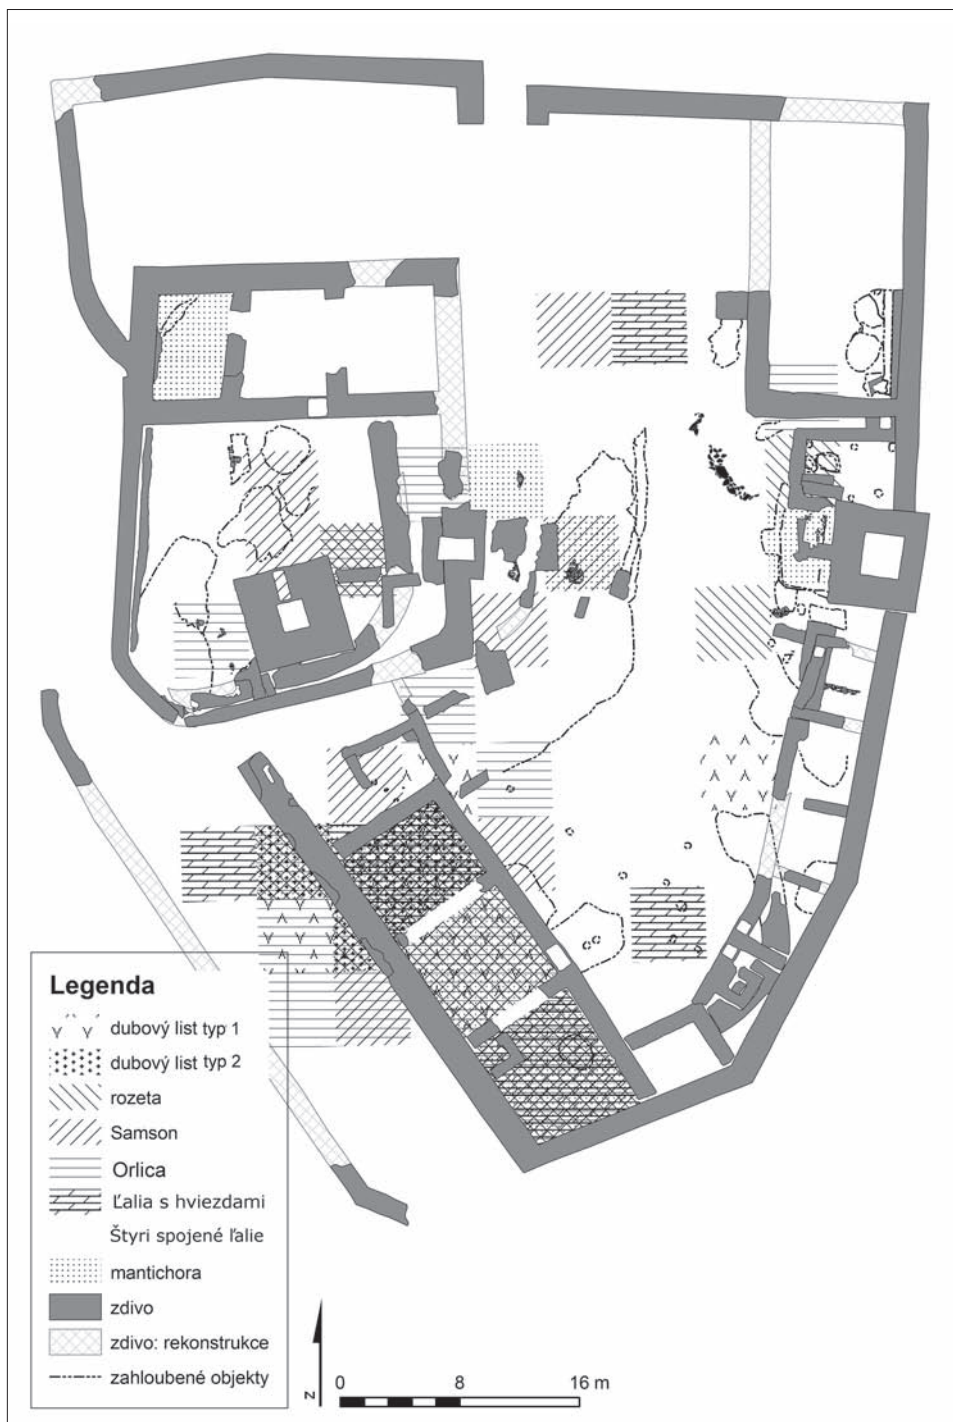 Legenda
dubový list typ 1
dubový list typ 2
rozeta
Samson
Orlica
Ľalia s hviezdami
Štyri spojené ľalie
mantichora
zdivo
zdivo: rekonstrukce
zahloubené objekty
z
0 8 16 m